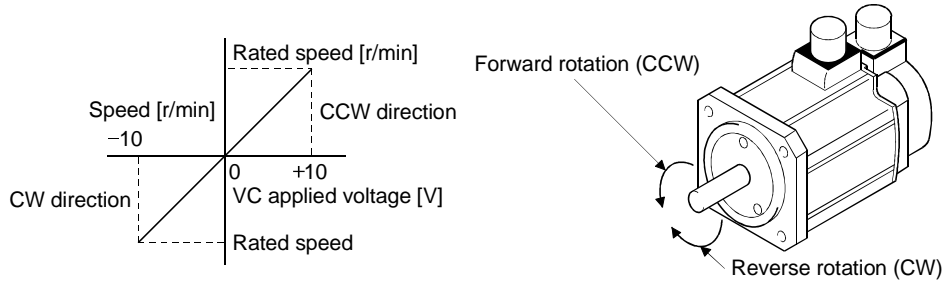 Rated speed [r/min]
Speed [r/min]
CCW direction
−10
0
+10
CW direction
VC applied voltage [V]
Rated speed
Forward rotation (CCW)
Reverse rotation (CW)